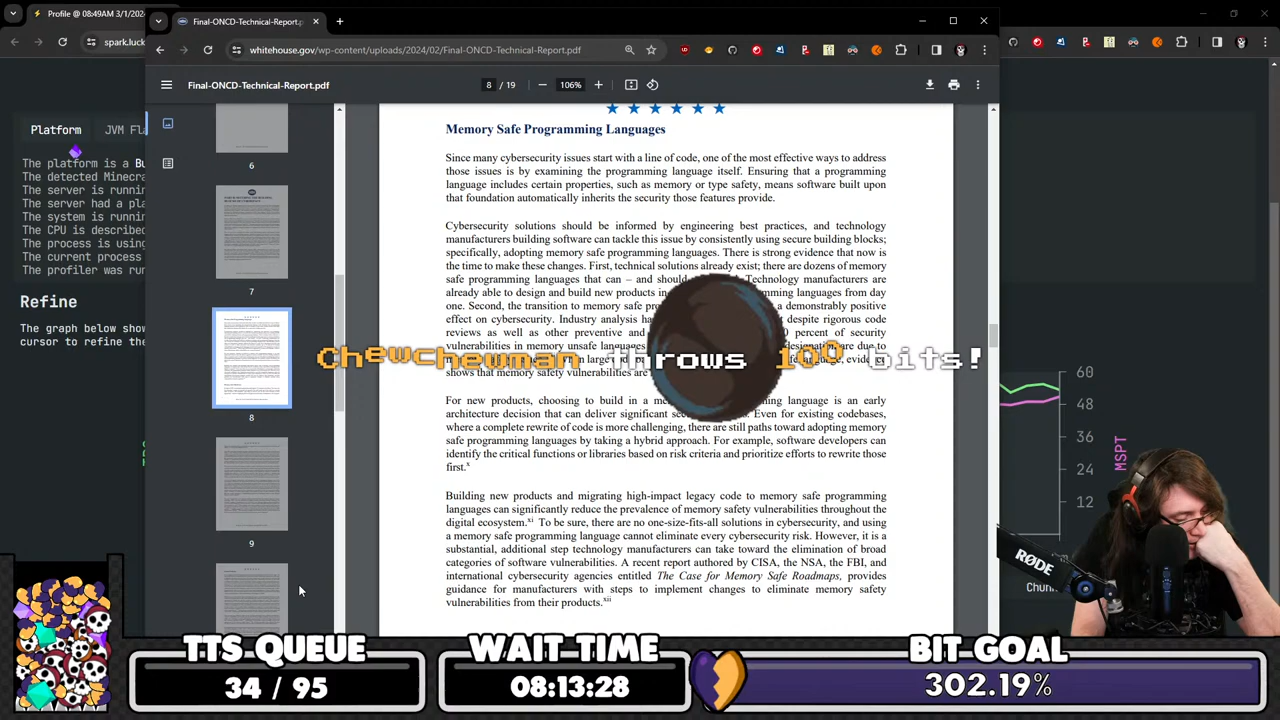 Profile @ 08:49AM 3/1/202
Final-ONCD-Technical-Report.p
spark.luck
whitehouse.gov/wp-content/uploads/2024/02/Final-ONCD-Technical-Report.pdf
Final-ONCD-Technical-Report.pdf
8 / 19
106%
Platform
JVM Fl
The platform is a
The detected Minecra
The server is runnin
The server had a pl
The system is runnin
The CPU is described
The process is using
The current process
The profiler was run
Refine
The graph below sho
cursor to refine t
6
7
8
9
Memory Safe Programming Languages
Since many cybersecurity issues start with a line of code, one of the most effective ways to address
those issues is by examining the programming language itself. Ensuring that a programming
language includes certain properties, such as memory or type safety, means software built upon
that foundation automatically inherits the security those features provide.
Cybersecurity solutions should be informed by engineering best practices, and technology
manufacturers building software can tackle this issue by consistently using secure building blocks;
specifically, adopting memory safe programming languages. There is strong evidence that now is
the time to make these changes. First, technical solutions already exist; there are dozens of memory
safe programming languages that can – and should Technology manufacturers are
already able to design and build new products in languages from day
one. Second, the transition to memory safe a demonstrably positive
effect on cybersecurity. Industry analysis despite rigorous code
reviews as well as other preventive and percent of security
vulnerabilities in memory unsafe due to
in large
shows that memory safety vulnerabilities are
ChewChewman throws 100 bits!
For new products, choosing to build in a language is an early
architecture decision that can deliver significant Even for existing codebases,
where a complete rewrite of code is more challenging, there are still paths toward adopting memory
safe programming languages by taking a hybrid approach. For example, software developers can
identify the critical functions or libraries based on risk criteria and prioritize efforts to rewrite those
first.x
Building new products and migrating high-impact legacy code to memory safe programming
languages can significantly reduce the prevalence of memory safety vulnerabilities throughout the
digital ecosystem.xi To be sure, there are no one-size-fits-all solutions in cybersecurity, and using
a memory safe programming language cannot eliminate every cybersecurity risk. However, it is a
substantial, additional step technology manufacturers can take toward the elimination of broad
categories of software vulnerabilities. A recent report authored by CISA, the NSA, the FBI, and
international cybersecurity agencies entitled The Case for Memory Safe Roadmaps, provides
guidance for manufacturers with steps to implement changes to eliminate memory safety
vulnerabilities from their products.xii
60
48
36
24
12
MSPT
RØDE
Chun
TTS QUEUE
34 / 95
WAIT TIME
08:13:28
BIT GOAL
302.19%